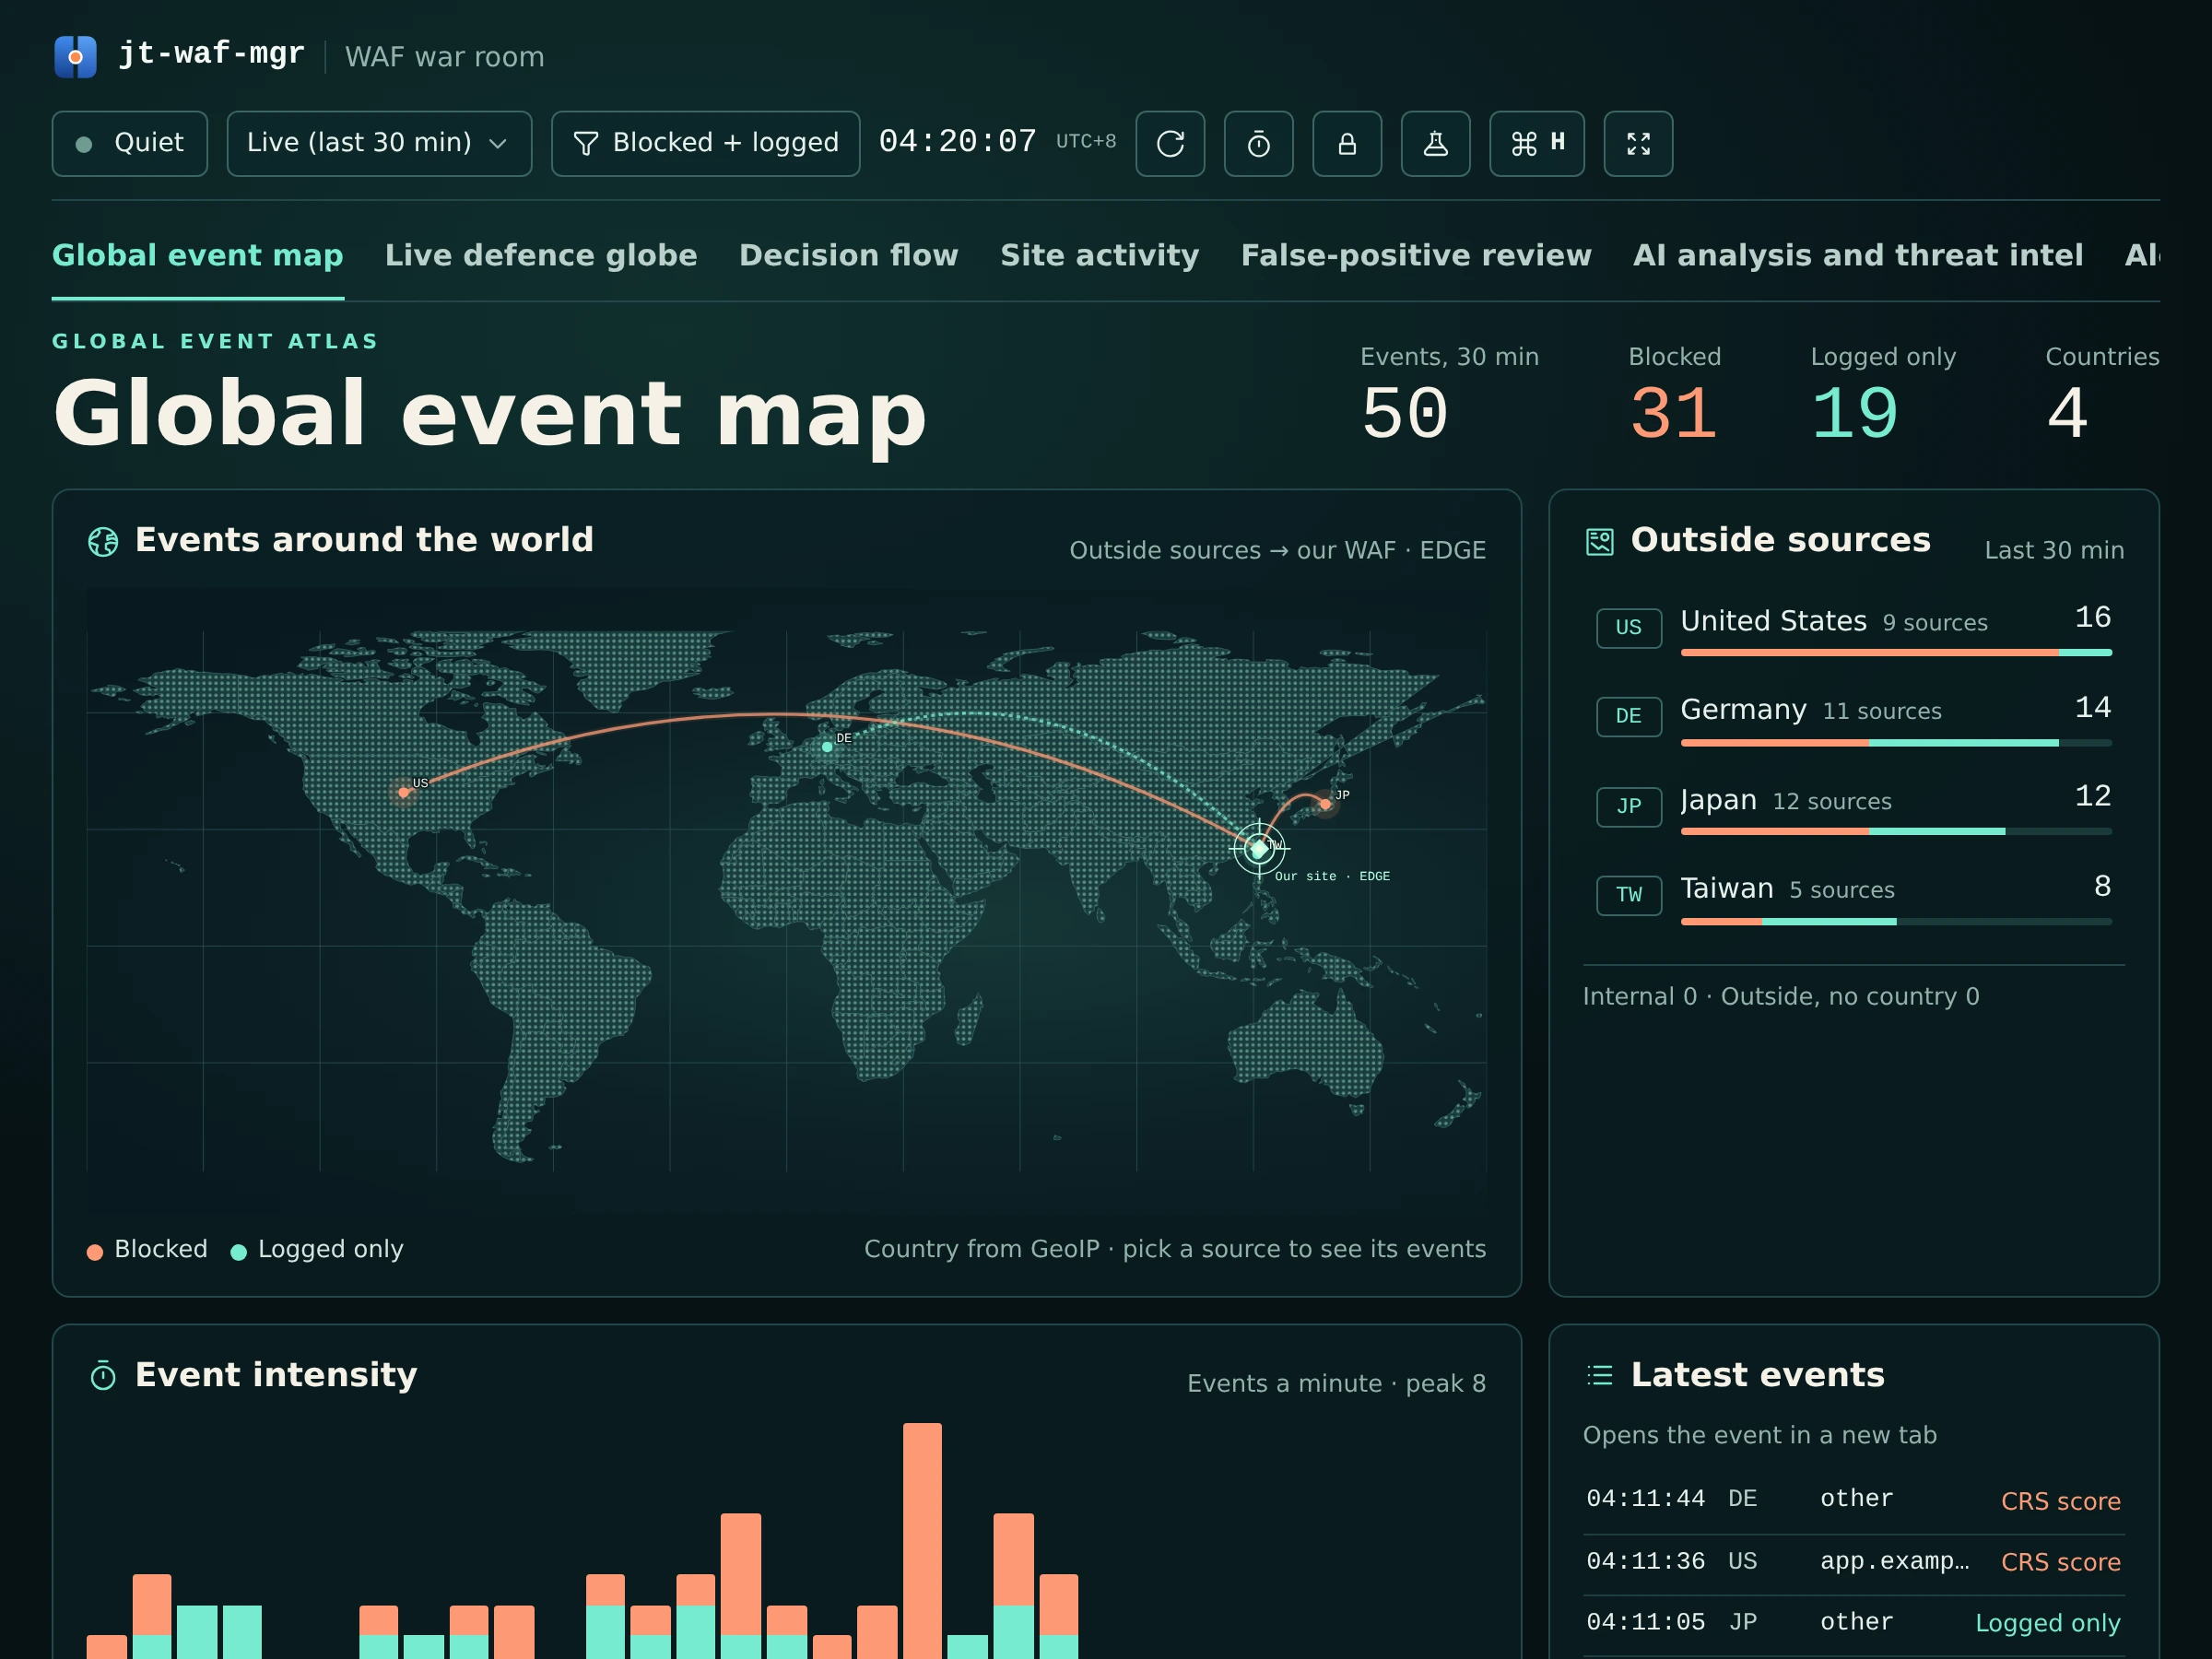 jt-waf-mgr
WAF war room
Quiet
Live (last 30 min)
Blocked + logged
04:20:07 UTC+8
H
Global event map
Live defence globe
Decision flow
Site activity
False-positive review
AI analysis and threat intel
GLOBAL EVENT ATLAS
Global event map
Events, 30 min
50
Blocked
31
Logged only
19
Countries
4
Events around the world
Outside sources → our WAF · EDGE
US
DE
JP
TW
Our site · EDGE
Blocked
Logged only
Country from GeoIP · pick a source to see its events
Outside sources
Last 30 min
US United States 9 sources 16
DE Germany 11 sources 14
JP Japan 12 sources 12
TW Taiwan 5 sources 8
Internal 0 · Outside, no country 0
Event intensity
Events a minute · peak 8
Latest events
Opens the event in a new tab
04:11:44 DE other CRS score
04:11:36 US app.examp… CRS score
04:11:05 JP other Logged only